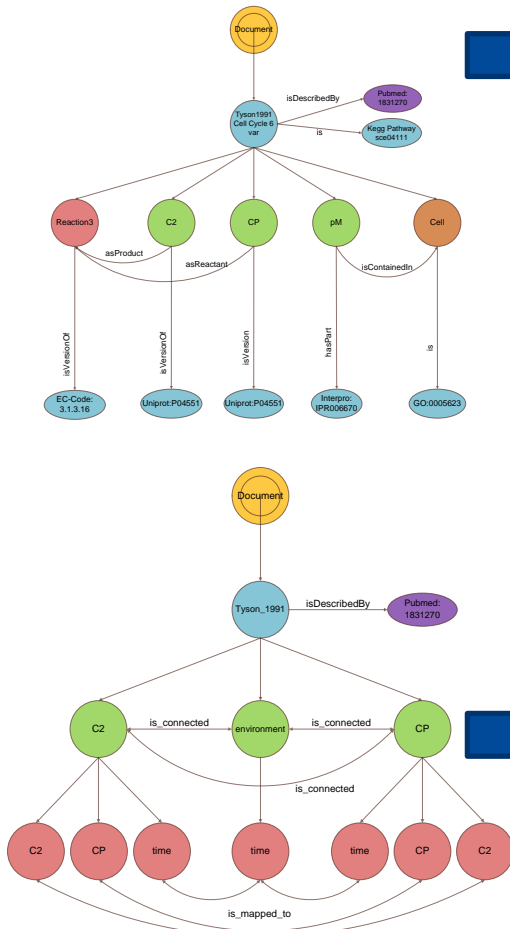 Document
isDescribedBy
Pubmed:
1831270
Tyson1991
Cell Cycle 6
var
is
Kegg Pathway
sce04111
Reaction3
C2
CP
pM
Cell
asProduct
asReactant
isContainedIn
isVersionOf
isVersionOf
isVersion
hasPart
is
EC-Code:
3.1.3.16
Uniprot:P04551
Uniprot:P04551
Interpro:
IPR006670
GO:0005623
Document
Tyson_1991
isDescribedBy
Pubmed:
1831270
C2
is_connected
environment
is_connected
CP
is_connected
C2
CP
time
time
time
CP
C2
is_mapped_to